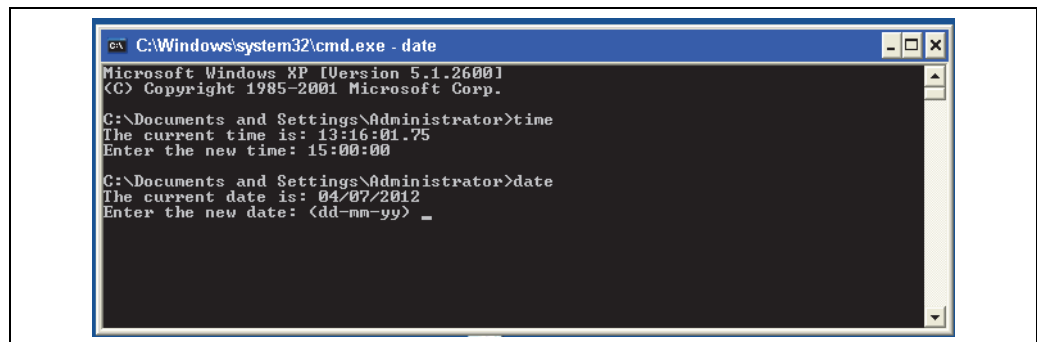 C:\Windows\system32\cmd.exe - date
Microsoft Windows XP [Version 5.1.2600]
(C) Copyright 1985-2001 Microsoft Corp.
C:\Documents and Settings\Administrator>time
The current time is: 13:16:01.75
Enter the new time: 15:00:00
C:\Documents and Settings\Administrator>date
The current date is: 04/07/2012
Enter the new date: (dd-mm-yy) _